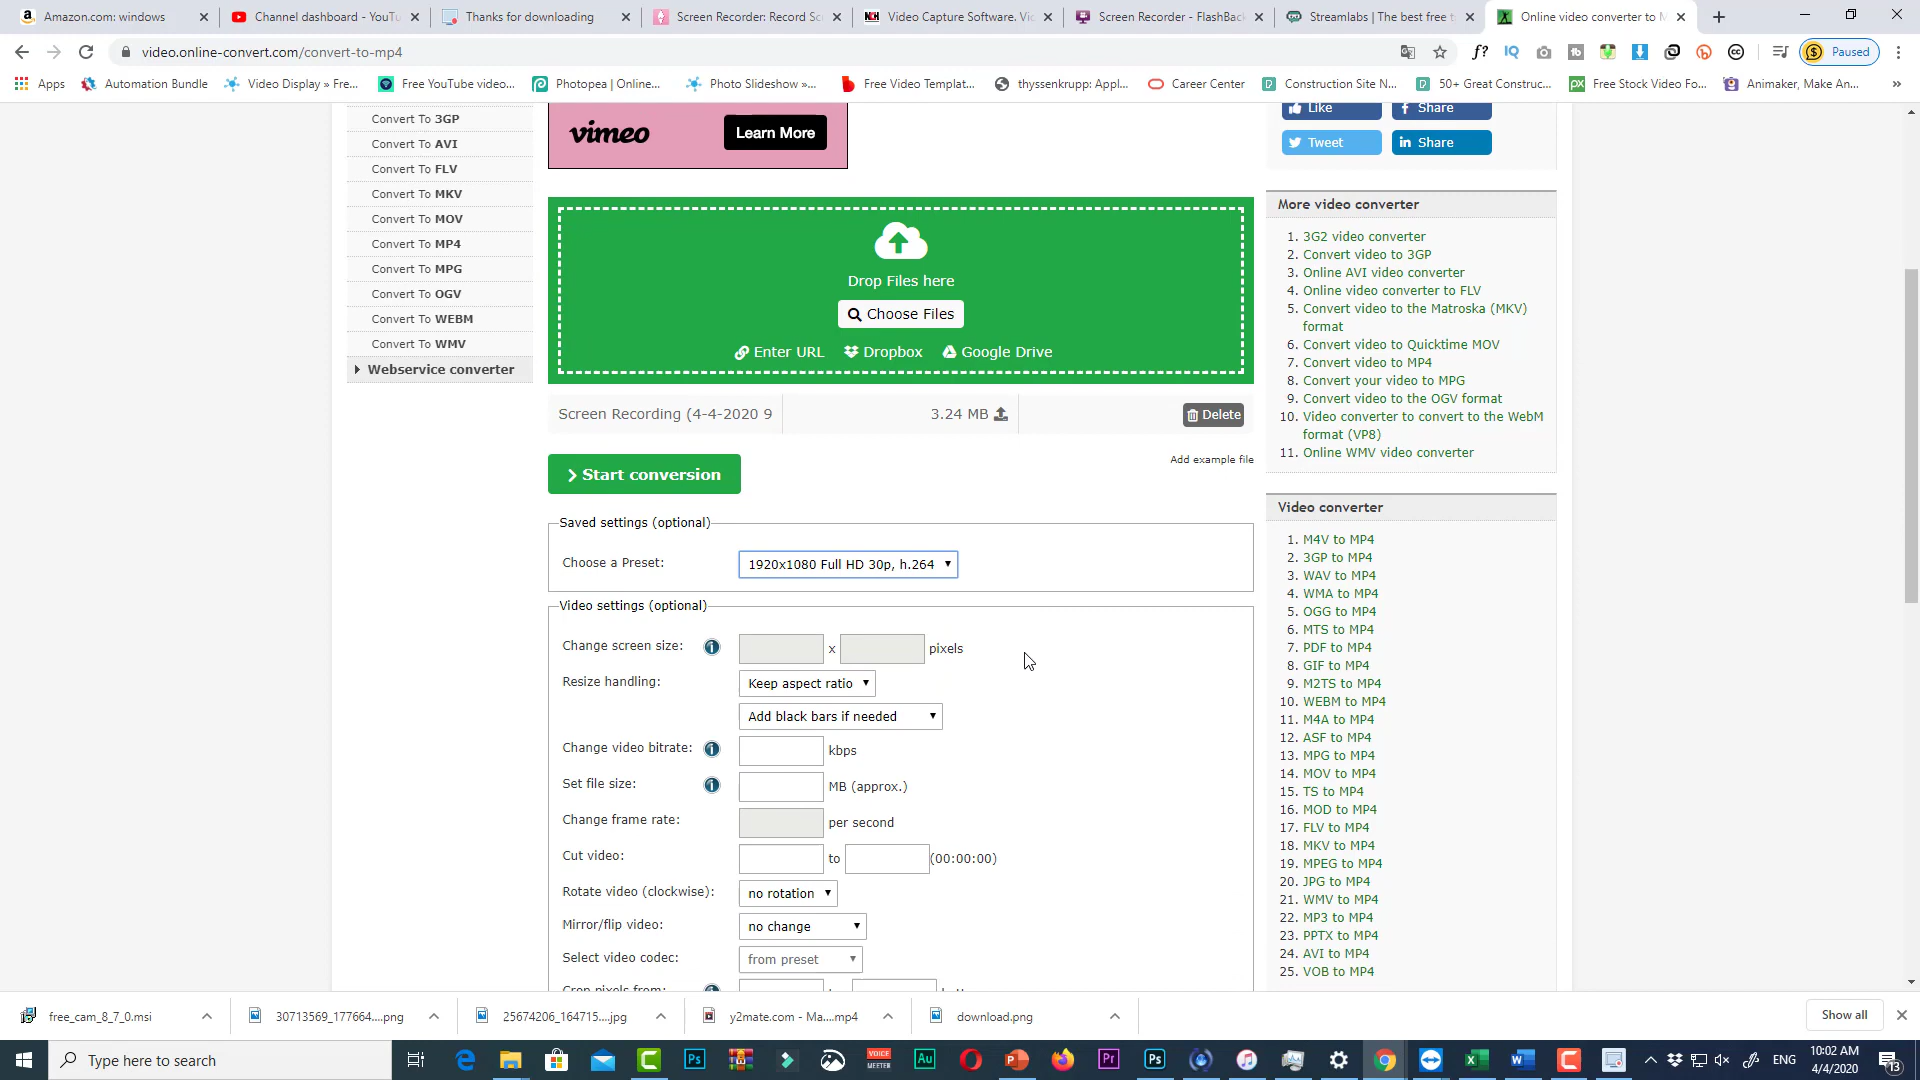 Amazon.com: windows
Channel dashboard - YouTu
Thanks for downloading
Screen Recorder: Record Scr
NCH Video Capture Software. Vi
Screen Recorder - FlashBack
Streamlabs | The best free
Online video converter to M
video.online-convert.com/convert-to-mp4
Paused
Apps
Automation Bundle
Video Display » Fre...
Free YouTube video...
Photopea | Online...
Photo Slideshow »...
Free Video Templat...
thyssenkrupp: Appl...
Career Center
Construction Site N...
50+ Great Construc...
Free Stock Video Fo...
Animaker, Make An...
»
Convert To 3GP
Convert To AVI
Convert To FLV
Convert To MKV
Convert To MOV
Convert To MP4
Convert To MPG
Convert To OGV
Convert To WEBM
Convert To WMV
Webservice converter
vimeo
Learn More
Drop Files here
Choose Files
Enter URL
Dropbox
Google Drive
Screen Recording (4-4-2020 9
3.24 MB
Delete
Start conversion
Add example file
Saved settings (optional)
Choose a Preset:
1920x1080 Full HD 30p, h.264
Video settings (optional)
Change screen size:
x
pixels
Resize handling:
Keep aspect ratio
Add black bars if needed
Change video bitrate:
kbps
Set file size:
MB (approx.)
Change frame rate:
per second
Cut video:
to
(00:00:00)
Rotate video (clockwise):
no rotation
Mirror/flip video:
no change
Select video codec:
from preset
Crop pixels from:
Like
Share
Tweet
Share
More video converter
1. 3G2 video converter
2. Convert video to 3GP
3. Online AVI video converter
4. Online video converter to FLV
5. Convert video to the Matroska (MKV)
format
6. Convert video to Quicktime MOV
7. Convert video to MP4
8. Convert your video to MPG
9. Convert video to the OGV format
10. Video converter to convert to the WebM
format (VP8)
11. Online WMV video converter
Video converter
1. M4V to MP4
2. 3GP to MP4
3. WAV to MP4
4. WMA to MP4
5. OGG to MP4
6. MTS to MP4
7. PDF to MP4
8. GIF to MP4
9. M2TS to MP4
10. WEBM to MP4
11. M4A to MP4
12. ASF to MP4
13. MPG to MP4
14. MOV to MP4
15. TS to MP4
16. MOD to MP4
17. FLV to MP4
18. MKV to MP4
19. MPEG to MP4
20. JPG to MP4
21. WMV to MP4
22. MP3 to MP4
23. PPTX to MP4
24. AVI to MP4
25. VOB to MP4
free_cam_8_7_0.msi
30713569_177664....png
25674206_164715....jpg
y2mate.com - Ma....mp4
download.png
Show all
Type here to search
ENG
10:02 AM
4/4/2020
13